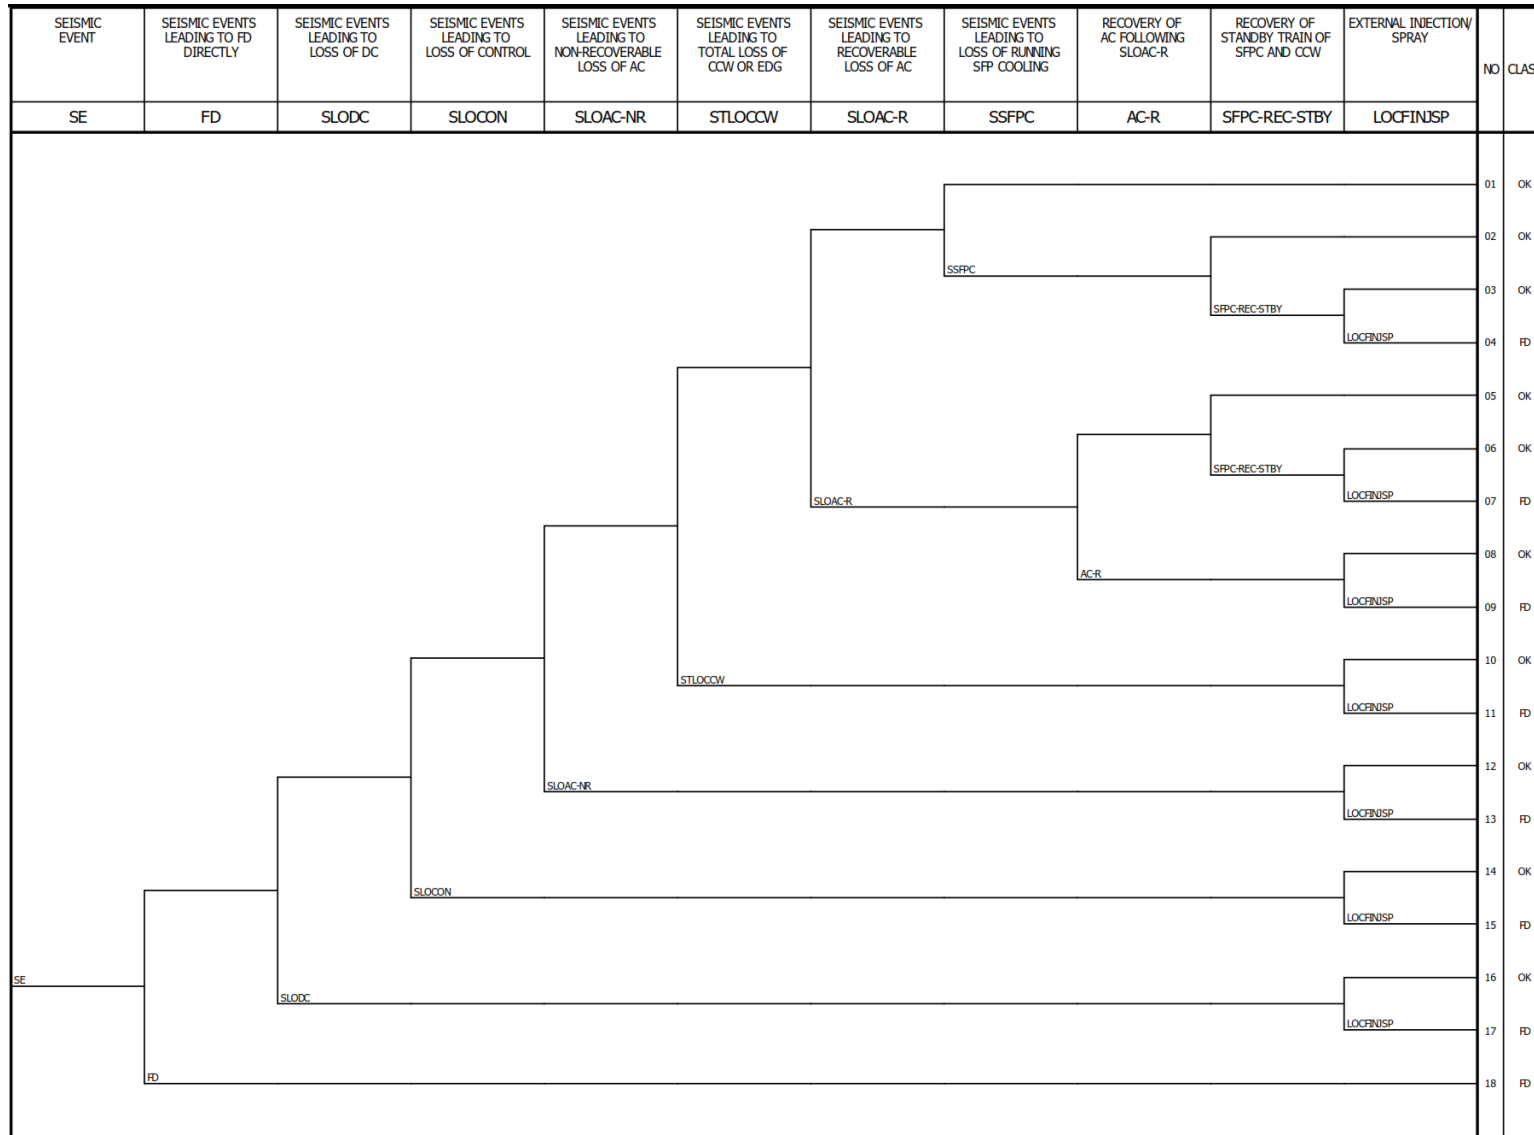 SEISMIC
EVENT
SEISMIC EVENTS
LEADING TO FD
DIRECTLY
SEISMIC EVENTS
LEADING TO
LOSS OF DC
SEISMIC EVENTS
LEADING TO
LOSS OF CONTROL
SEISMIC EVENTS
LEADING TO
NON-RECOVERABLE
LOSS OF AC
SEISMIC EVENTS
LEADING TO
TOTAL LOSS OF
CCW OR EDG
SEISMIC EVENTS
LEADING TO
RECOVERABLE
LOSS OF AC
SEISMIC EVENTS
LEADING TO
LOSS OF RUNNING
SFP COOLING
RECOVERY OF
AC FOLLOWING
SLOAC-R
RECOVERY OF
STANDBY TRAIN OF
SFPC AND CCW
EXTERNAL INJECTION/
SPRAY
NO CLAS
SE FD SLODC SLOCON SLOAC-NR STLOCCW SLOAC-R SSFPC AC-R SFPC-REC-STBY LOCFINJSP
01 OK
02 OK
SSFPC
03 OK
SFPC-REC-STBY
LOCFINJSP
04 FD
05 OK
06 OK
SFPC-REC-STBY
LOCFINJSP
SLOAC-R
07 FD
08 OK
AC-R
LOCFINJSP
09 FD
10 OK
STLOCCW
LOCFINJSP
11 FD
12 OK
SLOAC-NR
LOCFINJSP
13 FD
14 OK
SLOCON
LOCFINJSP
15 FD
16 OK
SE
SLODC
LOCFINJSP
17 FD
FD
18 FD